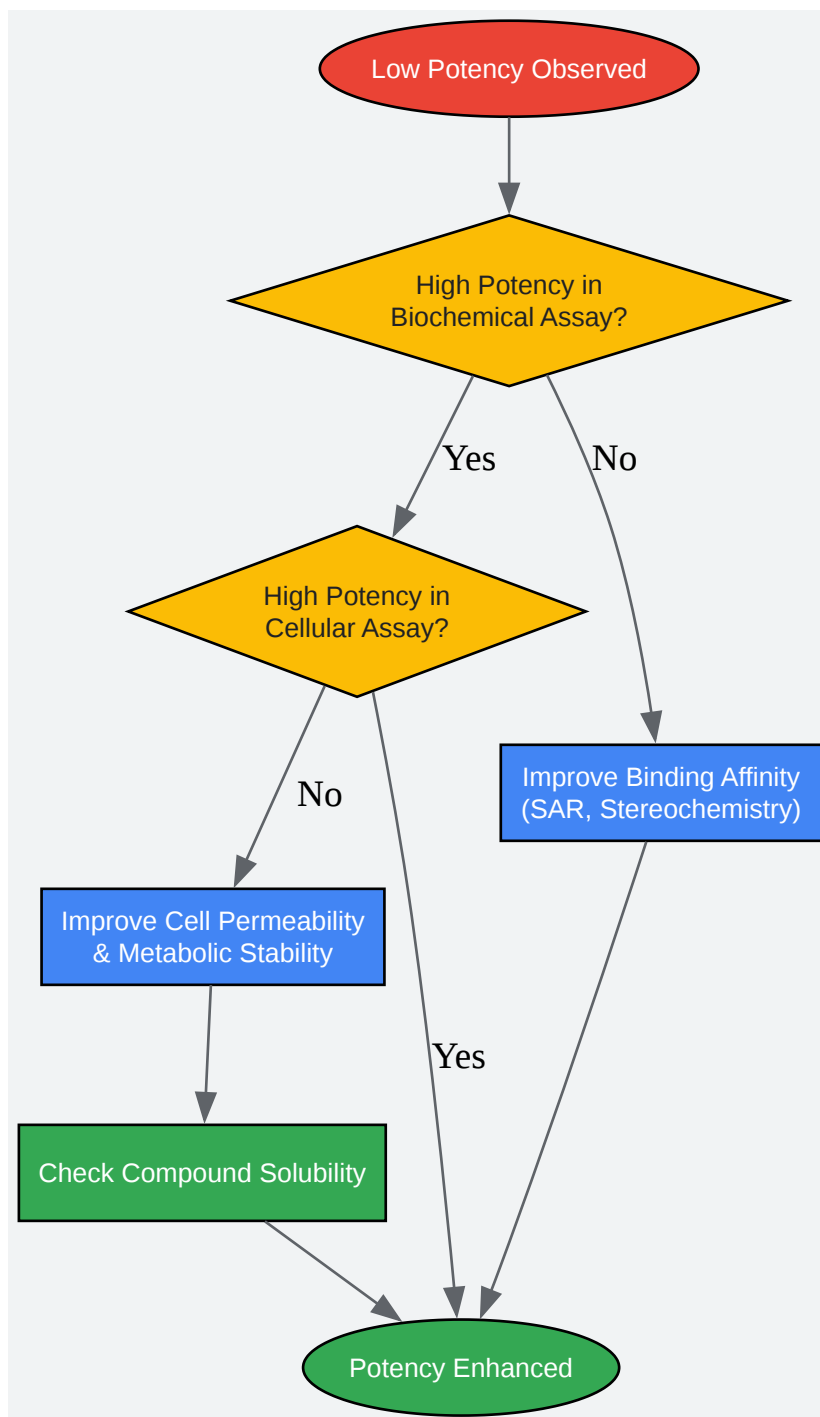 Low Potency Observed
High Potency in
Biochemical Assay?
Yes
No
High Potency in
Cellular Assay?
Improve Binding Affinity
(SAR, Stereochemistry)
No
Improve Cell Permeability
& Metabolic Stability
Yes
Check Compound Solubility
Potency Enhanced